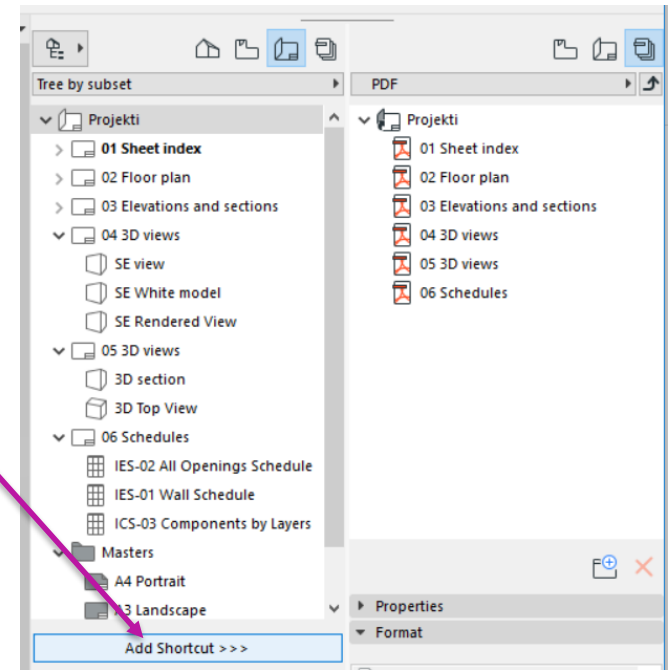 Tree by subset
Projekti
01 Sheet index
02 Floor plan
03 Elevations and sections
04 3D views
SE view
SE White model
SE Rendered View
05 3D views
3D section
3D Top View
06 Schedules
IES-02 All Openings Schedule
IES-01 Wall Schedule
ICS-03 Components by Layers
Masters
A4 Portrait
A3 Landscape
Add Shortcut >>>
PDF
Projekti
01 Sheet index
02 Floor plan
03 Elevations and sections
04 3D views
05 3D views
06 Schedules
Properties
Format